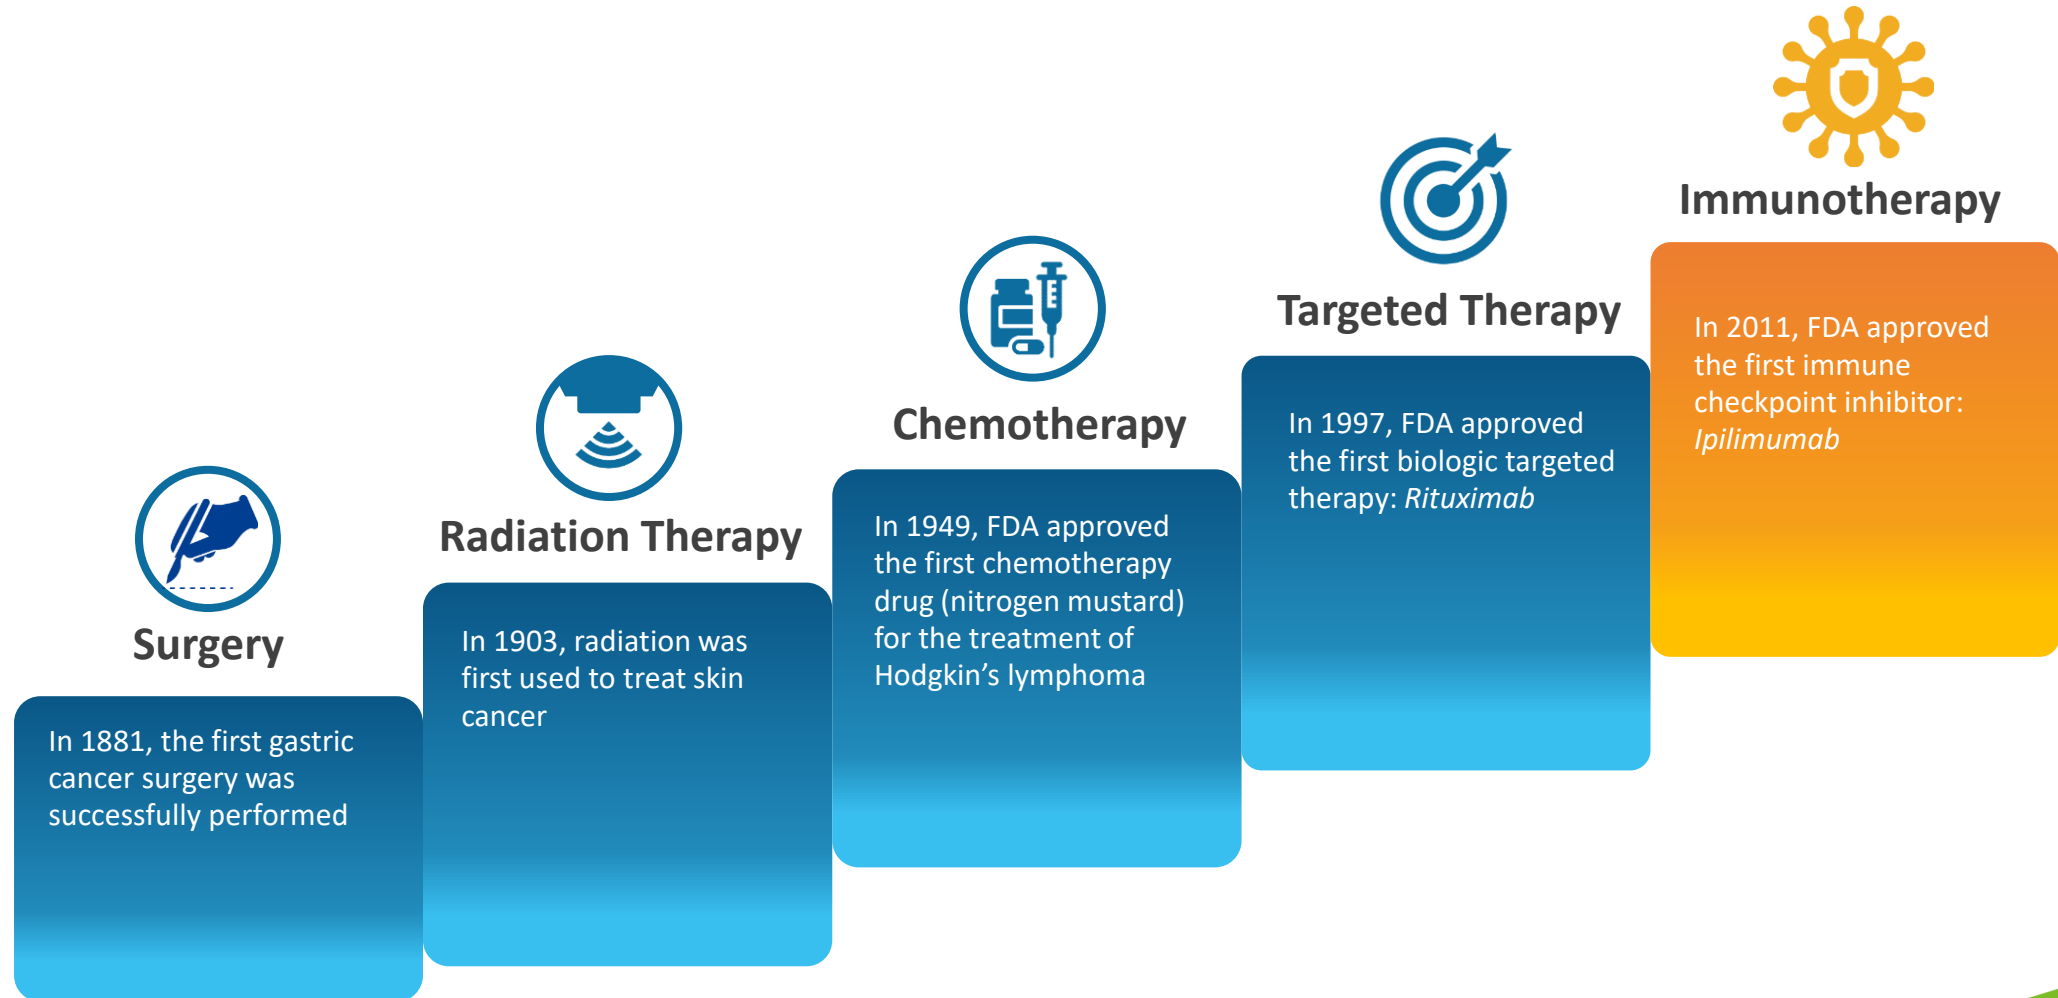 Surgery
In 1881, the first gastric
cancer surgery was
successfully performed
Radiation Therapy
In 1903, radiation was
first used to treat skin
cancer
Chemotherapy
In 1949, FDA approved
the first chemotherapy
drug (nitrogen mustard)
for the treatment of
Hodgkin’s lymphoma
Targeted Therapy
In 1997, FDA approved
the first biologic targeted
therapy: Rituximab
Immunotherapy
In 2011, FDA approved
the first immune
checkpoint inhibitor:
Ipilimumab